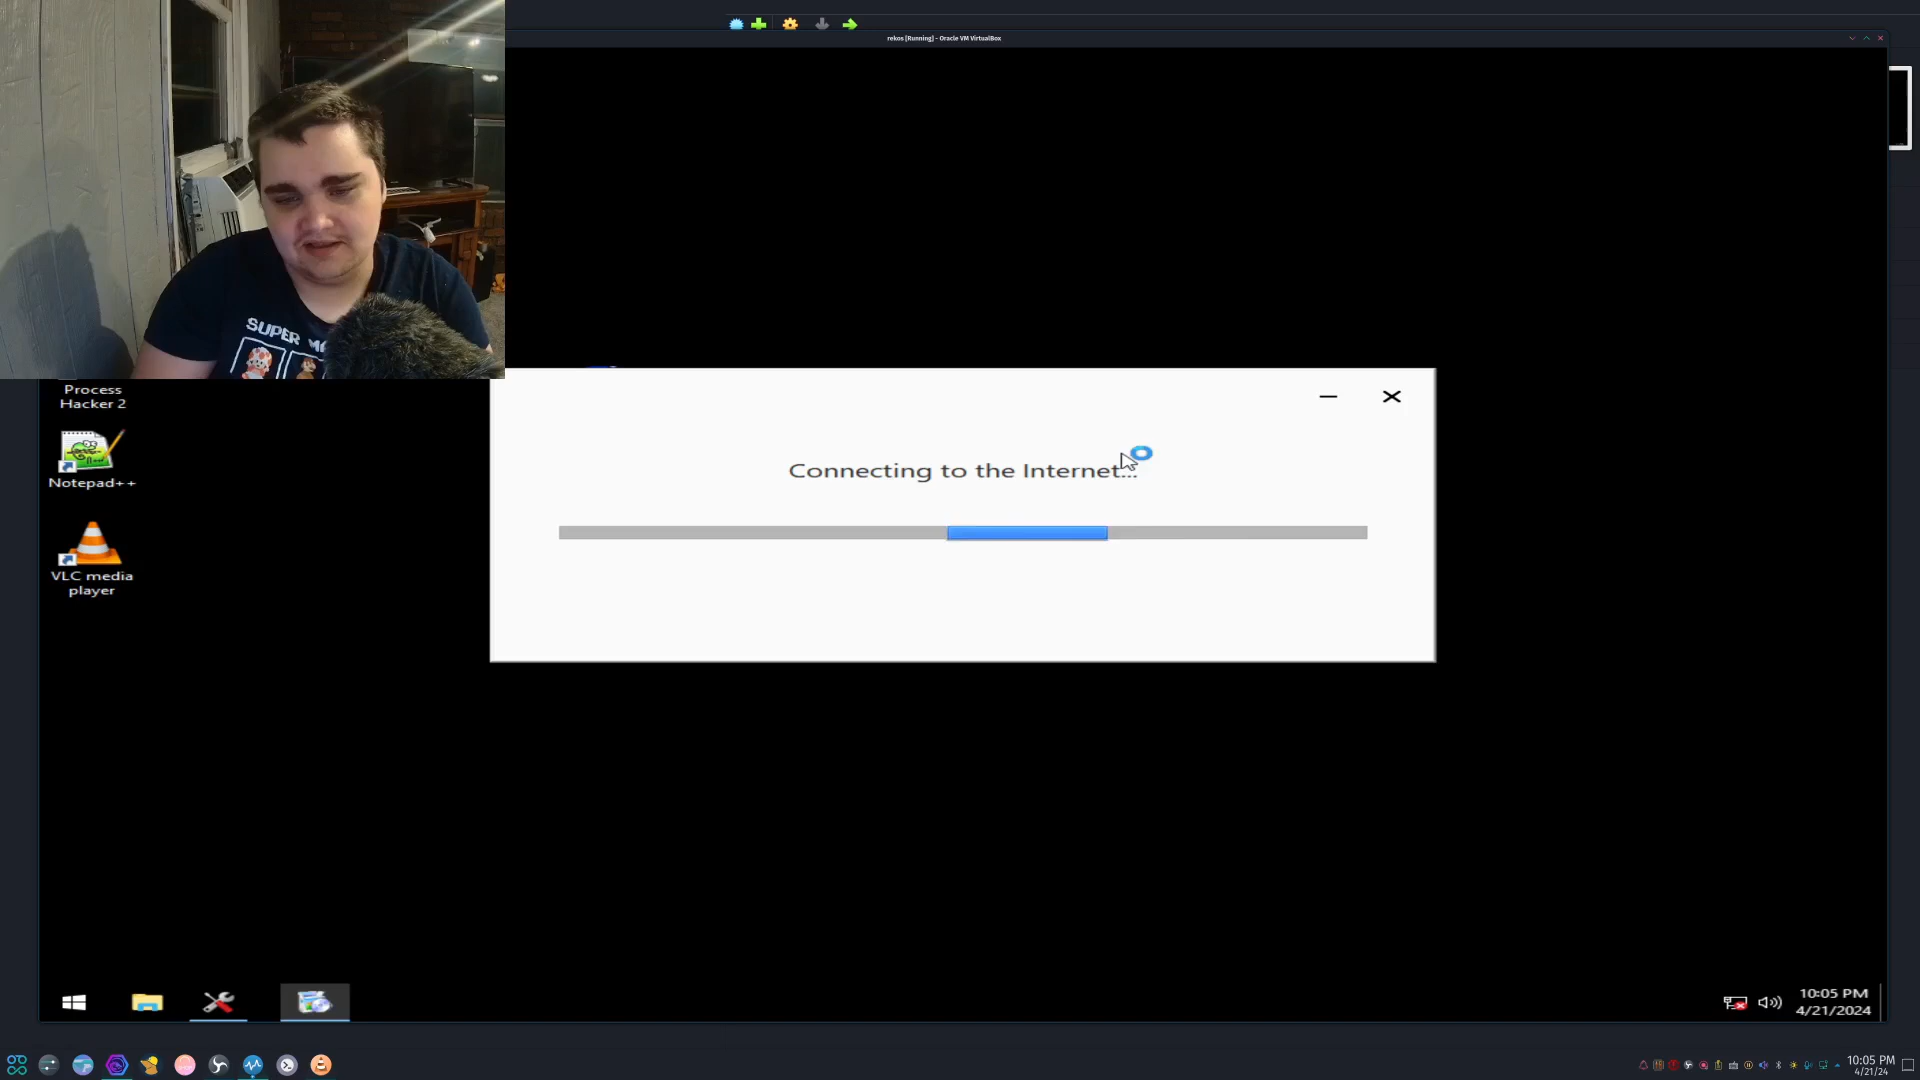 rekos [Running] - Oracle VM VirtualBox
SUPER MA
Process
Hacker 2
Connecting to the Internet...
Notepad++
VLC media
player
10:05 PM
4/21/2024
10:05 PM
4/21/24